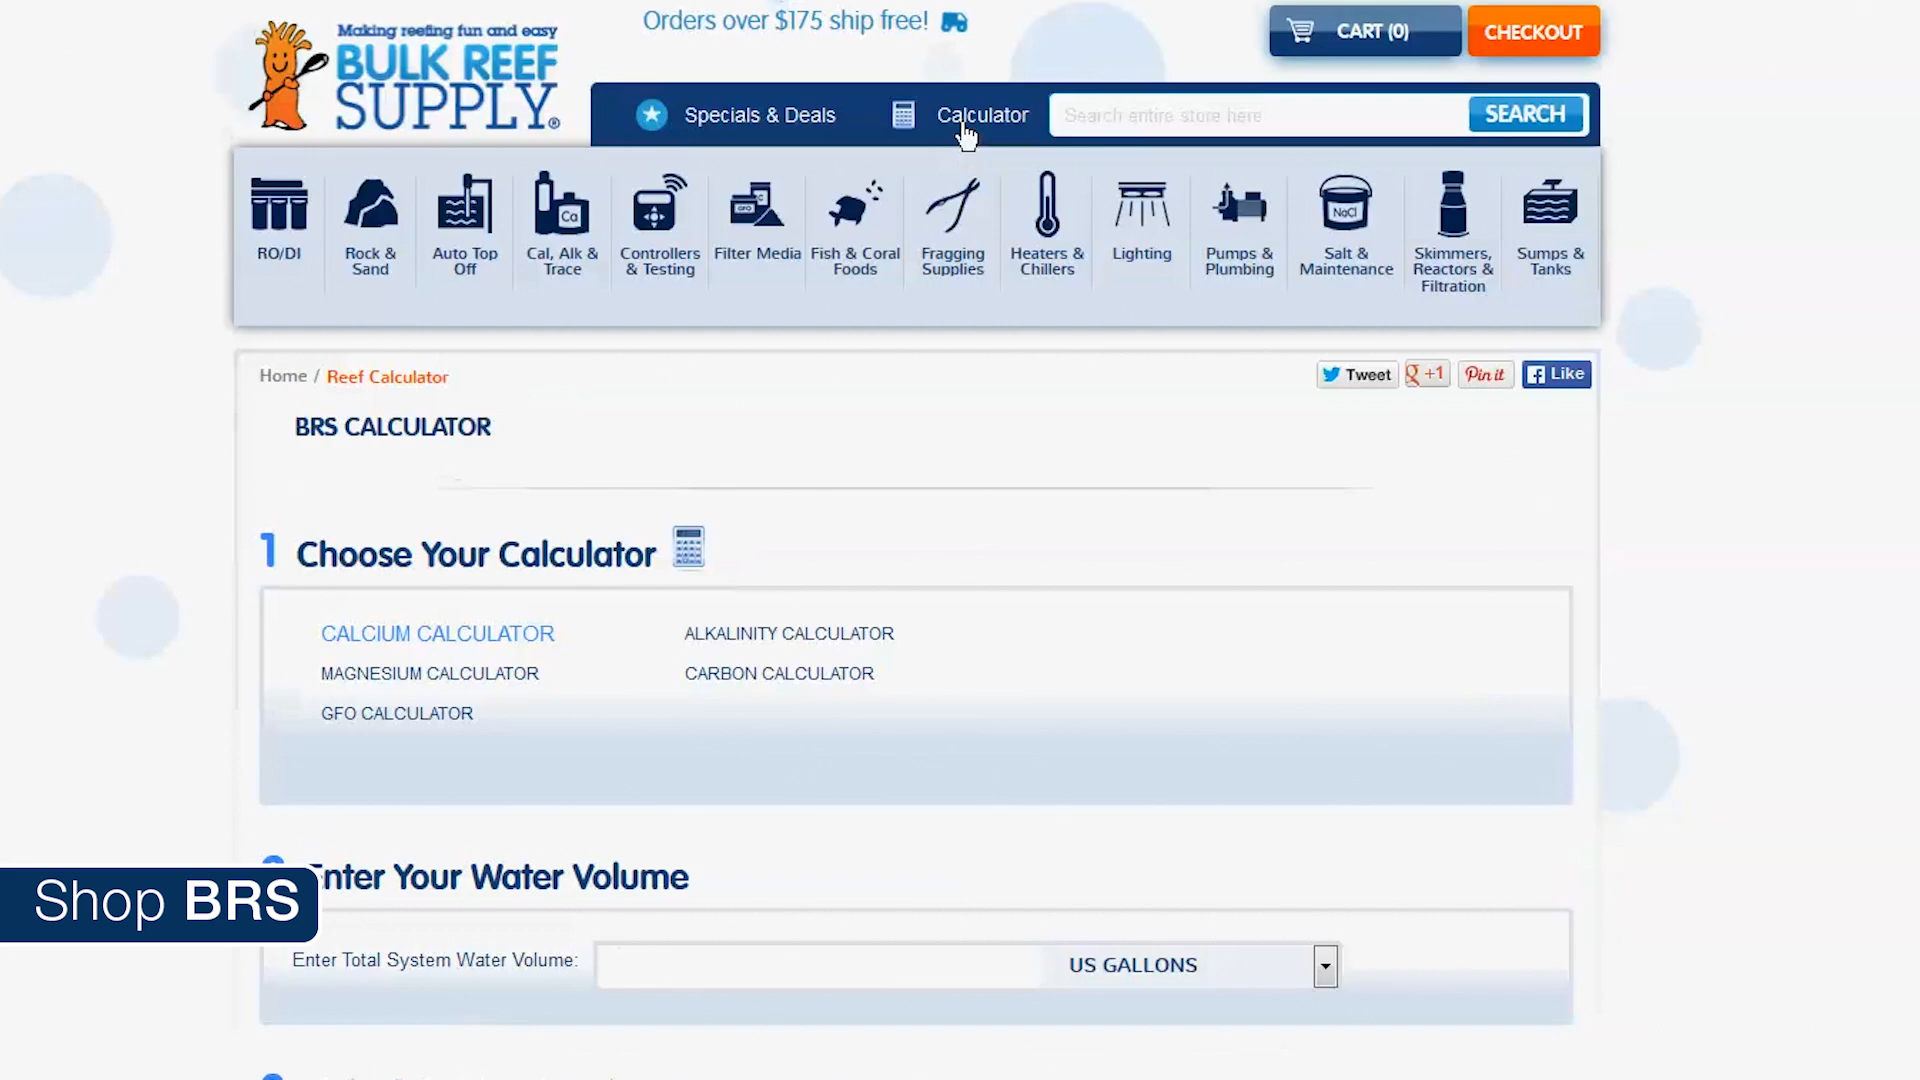 Making reefing fun and easy
BULK REEF
SUPPLY®
Orders over $175 ship free!
CART (0)
CHECKOUT
Specials & Deals
Calculator
Search entire store here
SEARCH
RO/DI
Rock &
Sand
Auto Top
Off
Ca
Cal, Alk &
Trace
Controllers
& Testing
Filter Media
Fish & Coral
Foods
Fragging
Supplies
Heaters &
Chillers
Lighting
Pumps &
Plumbing
NaCl
Salt &
Maintenance
Skimmers,
Reactors &
Filtration
Sumps &
Tanks
Home / Reef Calculator
Tweet
+1
Pin it
Like
BRS CALCULATOR
1 Choose Your Calculator
CALCIUM CALCULATOR
ALKALINITY CALCULATOR
MAGNESIUM CALCULATOR
CARBON CALCULATOR
GFO CALCULATOR
Enter Your Water Volume
Shop BRS
Enter Total System Water Volume:
US GALLONS